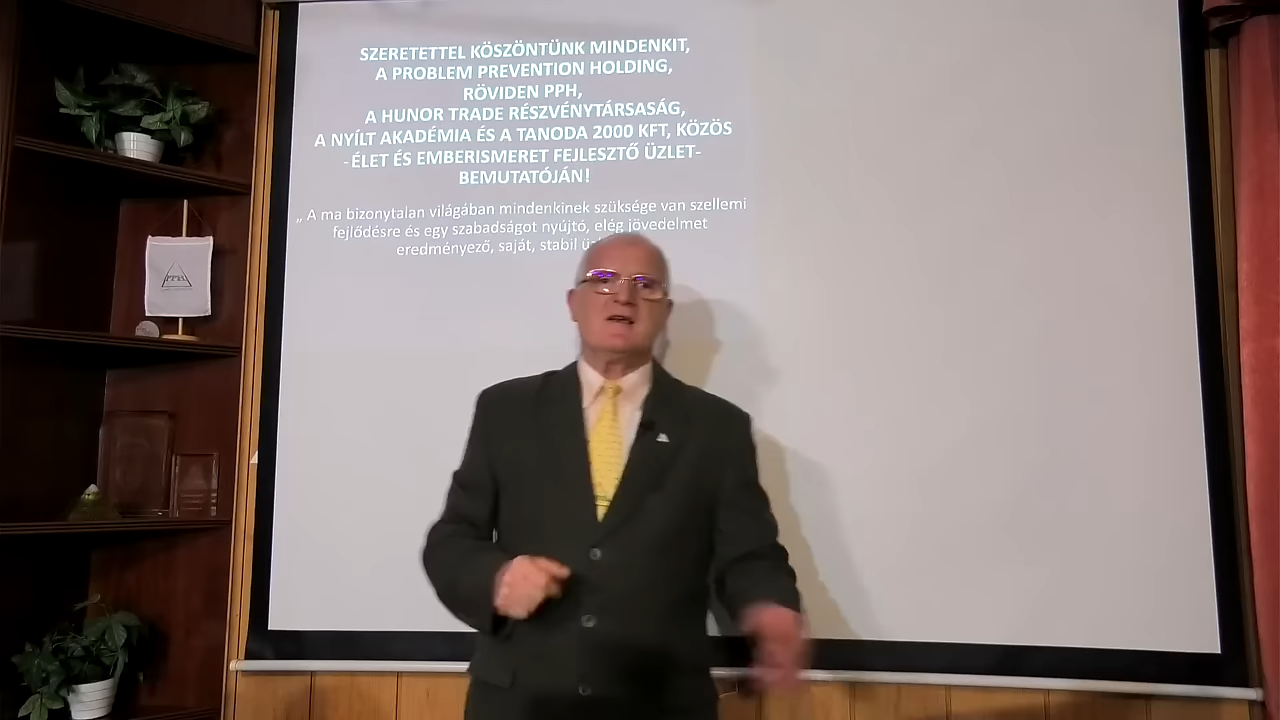 SZERETETTEL KÖSZÖNTÜNK MINDENKIT,
A PROBLEM PREVENTION HOLDING,
RÖVIDEN PPH,
A HUNOR TRADE RÉSZVÉNYTÁRSASÁG,
A NYÍLT AKADÉMIA ÉS A TANODA 2000 KFT, KÖZÖS
- ÉLET ÉS EMBERISMERET FEJLESZTŐ ÜZLET-
BEMUTATÓJÁN!
„ A ma bizonytalan világában mindenkinek szüksége van szellemi
fejlődésre és egy szabadságot nyújtó, elég jövedelmet
eredményező, saját, stabil